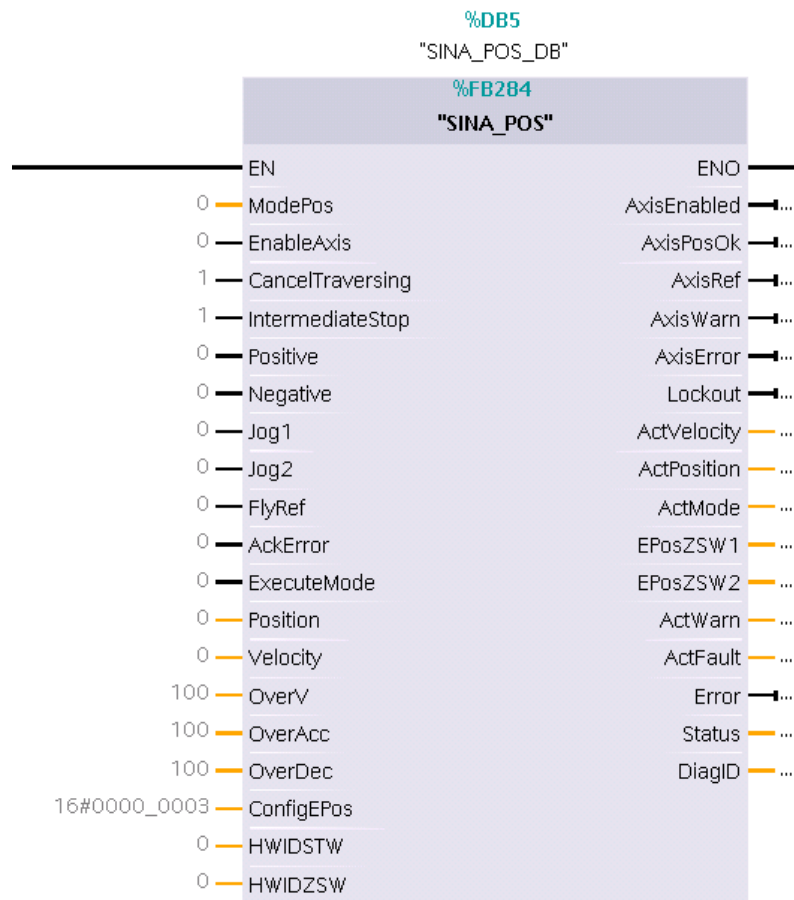 %DB5
"SINA_POS_DB"
%FB284
"SINA_POS"
EN ENO
0 ModePos AxisEnabled ...
0 EnableAxis AxisPosOk ...
1 CancelTraversing AxisRef ...
1 IntermediateStop AxisWarn ...
0 Positive AxisError ...
0 Negative Lockout ...
0 Jog1 ActVelocity ...
0 Jog2 ActPosition ...
0 FlyRef ActMode ...
0 AckError EPosZSW1 ...
0 ExecuteMode EPosZSW2 ...
0 Position ActWarn ...
0 Velocity ActFault ...
100 OverV Error ...
100 OverAcc Status ...
100 OverDec DiagID ...
16#0000_0003 ConfigEPos
0 HWIDSTW
0 HWIDZSW